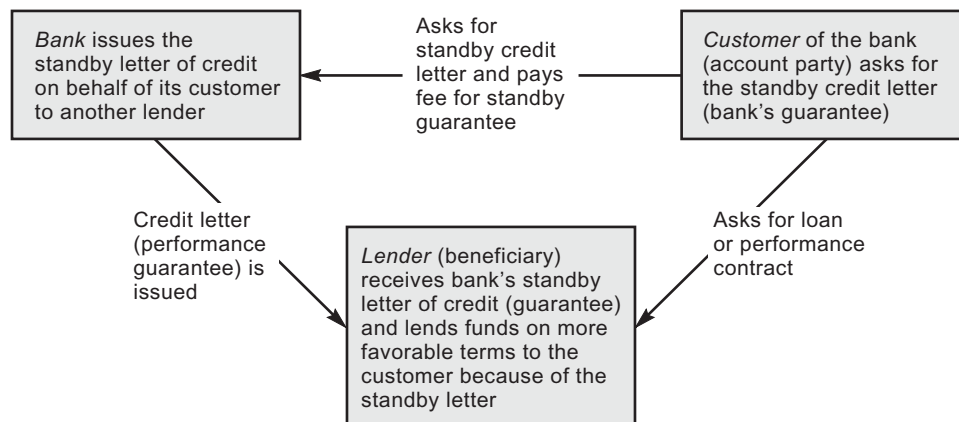 Bank issues the
standby letter of credit
on behalf of its customer
to another lender
Asks for
standby credit
letter and pays
fee for standby
guarantee
Customer of the bank
(account party) asks for
the standby credit letter
(bank's guarantee)
Credit letter
(performance
guarantee) is
issued
Lender (beneficiary)
receives bank's standby
letter of credit (guarantee)
and lends funds on more
favorable terms to the
customer because of the
standby letter
Asks for loan
or performance
contract